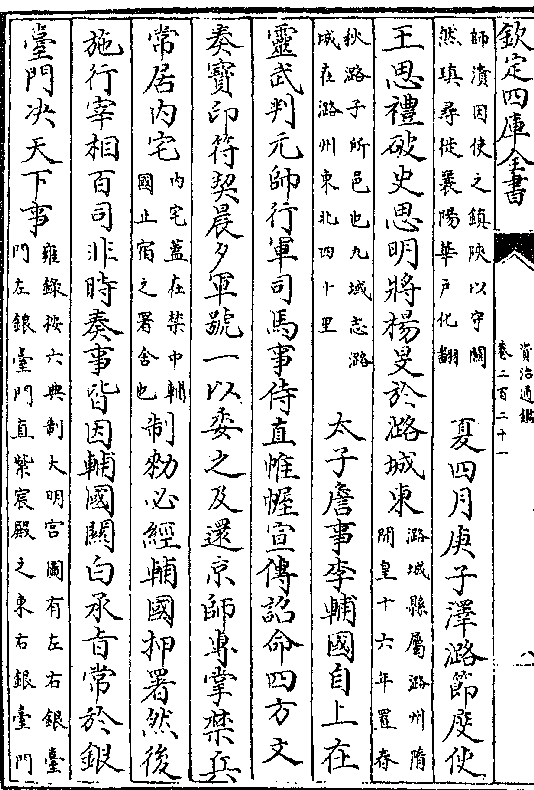 欽定四庫全書
資治通鑑
卷二百二十一
八
師瀆因使之鎮陝以守關
然瑱尋徙襄陽華戶化翻
夏四月庚子澤潞節度使
王思禮破史思明將楊旻於潞城東
潞城縣屬潞州隋
開皇十六年置春
秋潞子所邑也九域志潞
城在潞州東北四十里
太子詹事李輔國自上在
靈武判元帥行軍司馬事侍直帷幄宣傳詔命四方文
奏寶印符契晨夕軍號一以委之及還京師專掌禁兵
常居内宅
内宅蓋在禁中輔
國止宿之署舍也
制勅必經輔國押署然後
施行宰相百司非時奏事皆因輔國關白承旨常於銀
臺門决天下事
雍錄按六典制大明宮圖有左右銀臺
門左銀臺門直紫宸殿之東右銀臺門